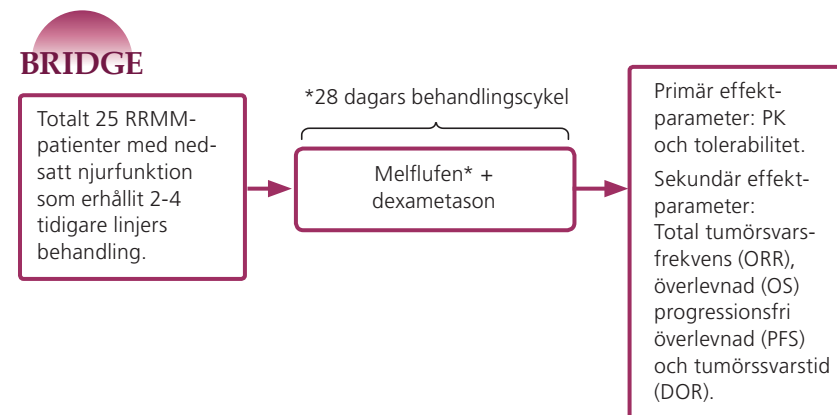 BRIDGE
Totalt 25 RRMM-
patienter med ned-
satt njurfunktion
som erhållit 2-4
tidigare linjers
behandling.
*28 dagars behandlingscykel
Melflufen* +
dexametason
Primär effekt-
parameter: PK
och tolerabilitet.
Sekundär effekt-
parameter:
Total tumörsvars-
frekvens (ORR),
överlevnad (OS)
progressionsfri
överlevnad (PFS)
och tumörssvarstid
(DOR).